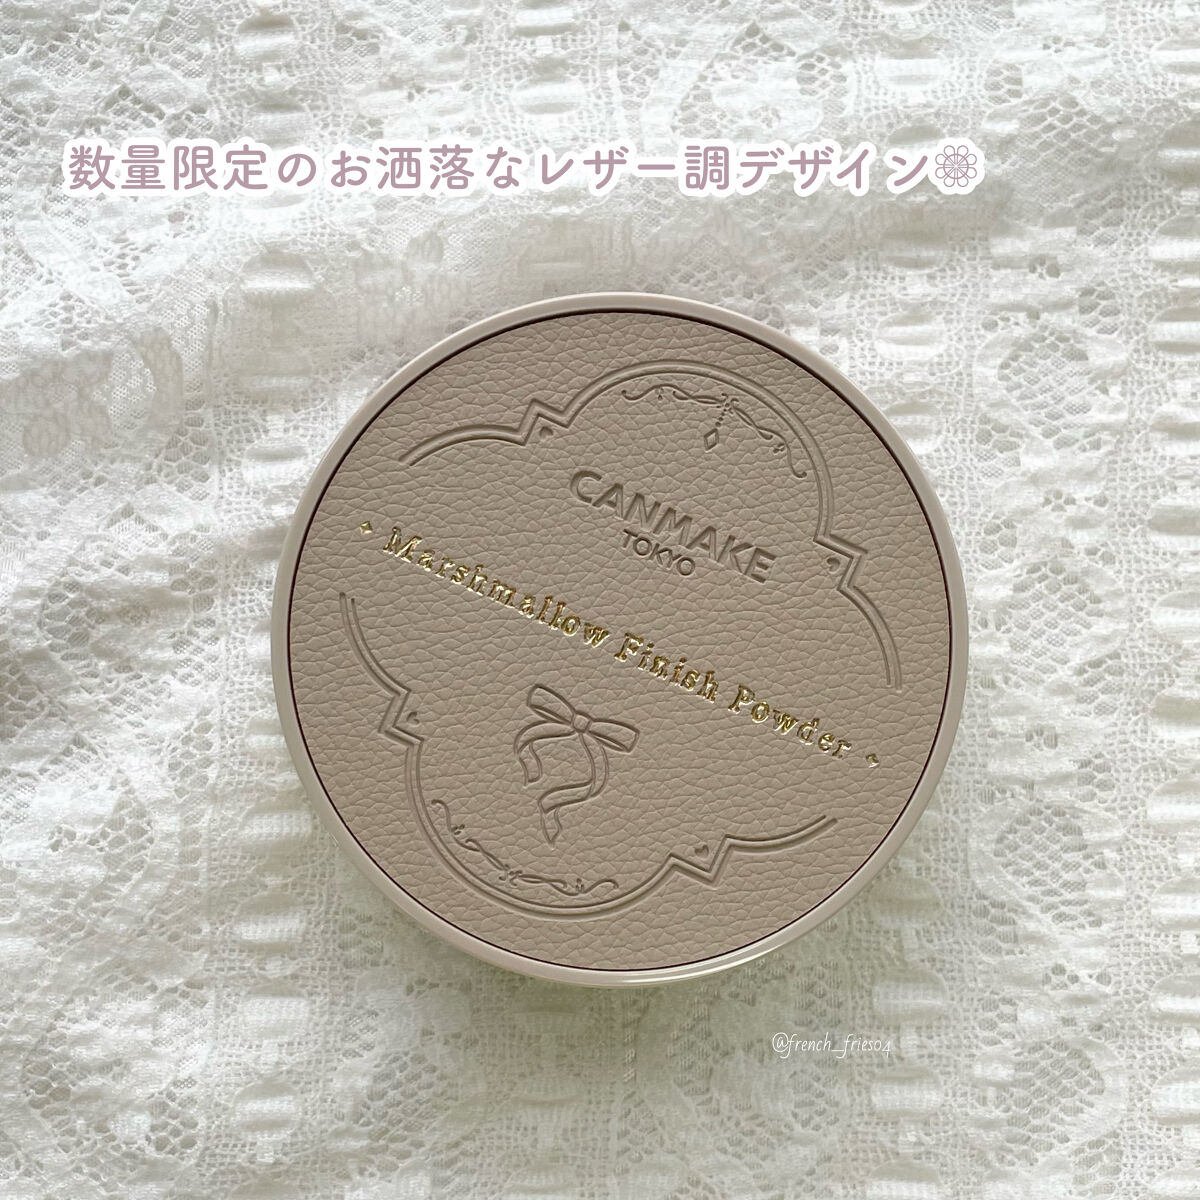 数量限定のお洒落なレザー調デザイン
CANMAKE
TOKYO
Marshmallow Finish Powder
@french_fries04